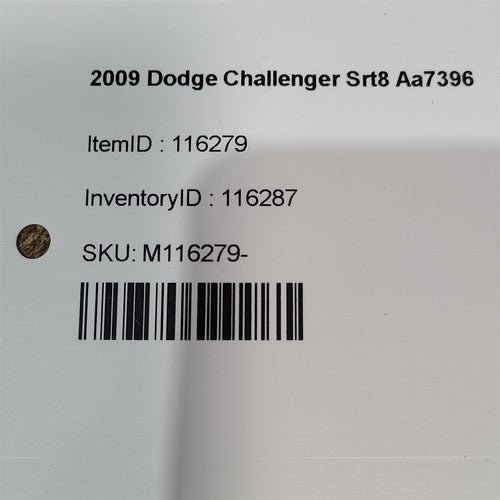 2009 Dodge Challenger Srt8 Aa7396
ItemID : 116279
InventoryID : 116287
SKU: M116279-